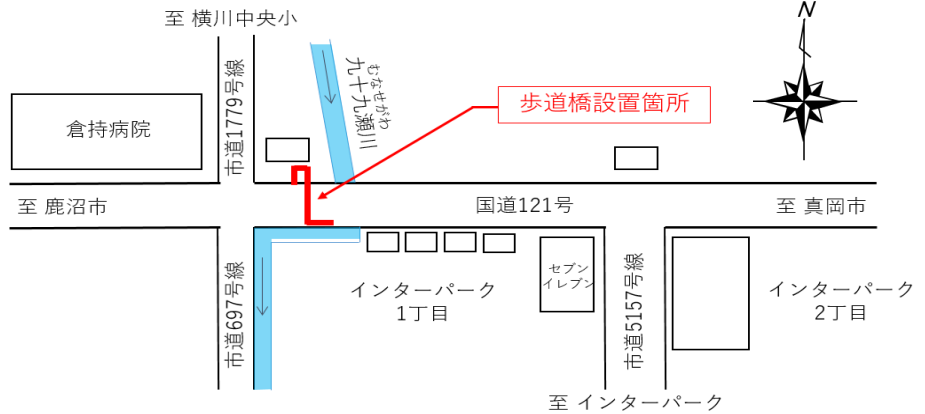 至 横川中央小
N
むなせがわ
九十九瀬川
歩道橋設置箇所
倉持病院
市道1779号線
至 鹿沼市
国道121号
至 真岡市
市道697号線
インターパーク
1丁目
セブン
イレブン
市道5157号線
インターパーク
2丁目
至 インターパーク